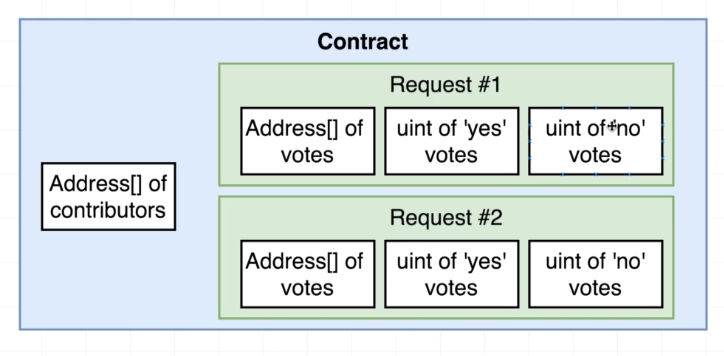 Contract
Request #1
Address[] of
votes
uint of 'yes'
votes
uint of 'no'
votes
Address[] of
contributors
Request #2
Address[] of
votes
uint of 'yes'
votes
uint of 'no'
votes